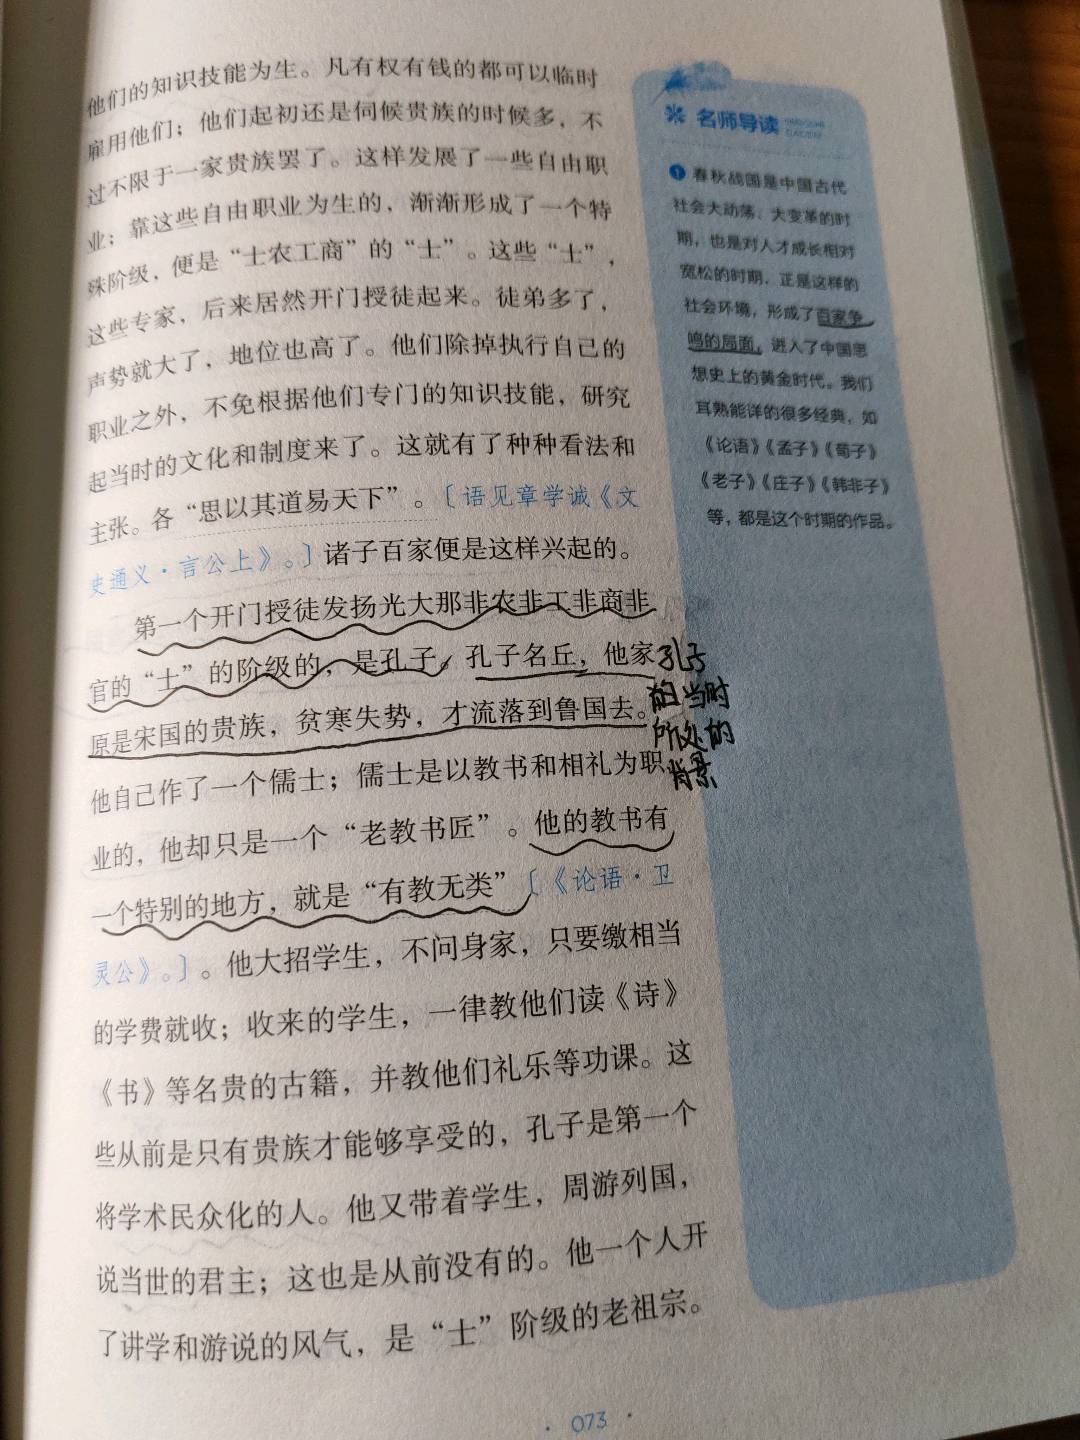 他们的知识技能为生。凡有权有钱的都可以临时
雇用他们；他们起初还是伺候贵族的时候多，不
过不限于一家贵族罢了。这样发展了一些自由职
业；靠这些自由职业为生的，渐渐形成了一个特
殊阶级，便是“士农工商”的“士”。这些“士”，
这些专家，后来居然开门授徒起来。徒弟多了，
声势就大了，地位也高了。他们除掉执行自己的
职业之外，不免根据他们专门的知识技能，研究
起当时的文化和制度来了。这就有了种种看法和
主张。各“思以其道易天下”。〔语见章学诚《文
史通义·言公上》。〕诸子百家便是这样兴起的。
第一个开门授徒发扬光大那非农非工非商非
官的“士”的阶级的，是孔子。孔子名丘，他家
原是宋国的贵族，贫寒失势，才流落到鲁国去。
他自己作了一个儒士；儒士是以教书和相礼为职
业的，他却只是一个“老教书匠”。他的教书有
一个特别的地方，就是“有教无类”〔《论语·卫
灵公》。〕。他大招学生，不问身家，只要缴相当
的学费就收；收来的学生，一律教他们读《诗》
《书》等名贵的古籍，并教他们礼乐等功课。这
些从前是只有贵族才能够享受的，孔子是第一个
将学术民众化的人。他又带着学生，周游列国，
说当世的君主；这也是从前没有的。他一个人开
了讲学和游说的风气，是“士”阶级的老祖宗。
孔子
的当时
所处的
背景
名师导读
1 春秋战国是中国古代
社会大动荡、大变革的时
期，也是对人才成长相对
宽松的时期。正是这样的
社会环境，形成了百家争
鸣的局面，进入了中国思
想史上的黄金时代。我们
耳熟能详的很多经典，如
《论语》《孟子》《荀子》
《老子》《庄子》《韩非子》
等，都是这个时期的作品。
· 073 ·